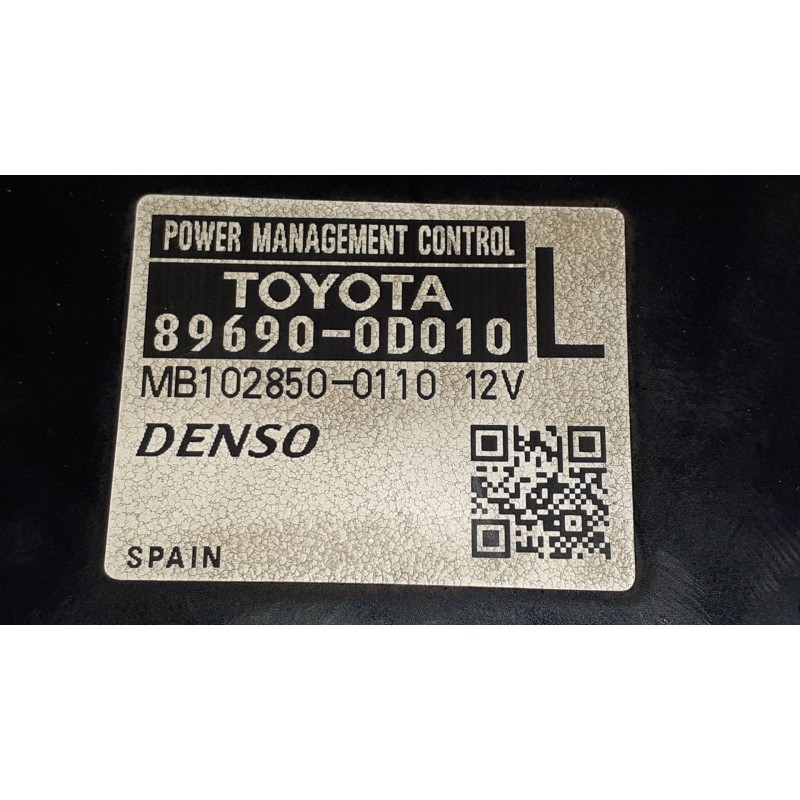 POWER MANAGEMENT CONTROL
TOYOTA
89690-0D010
L
MB102850-0110 12V
DENSO
SPAIN